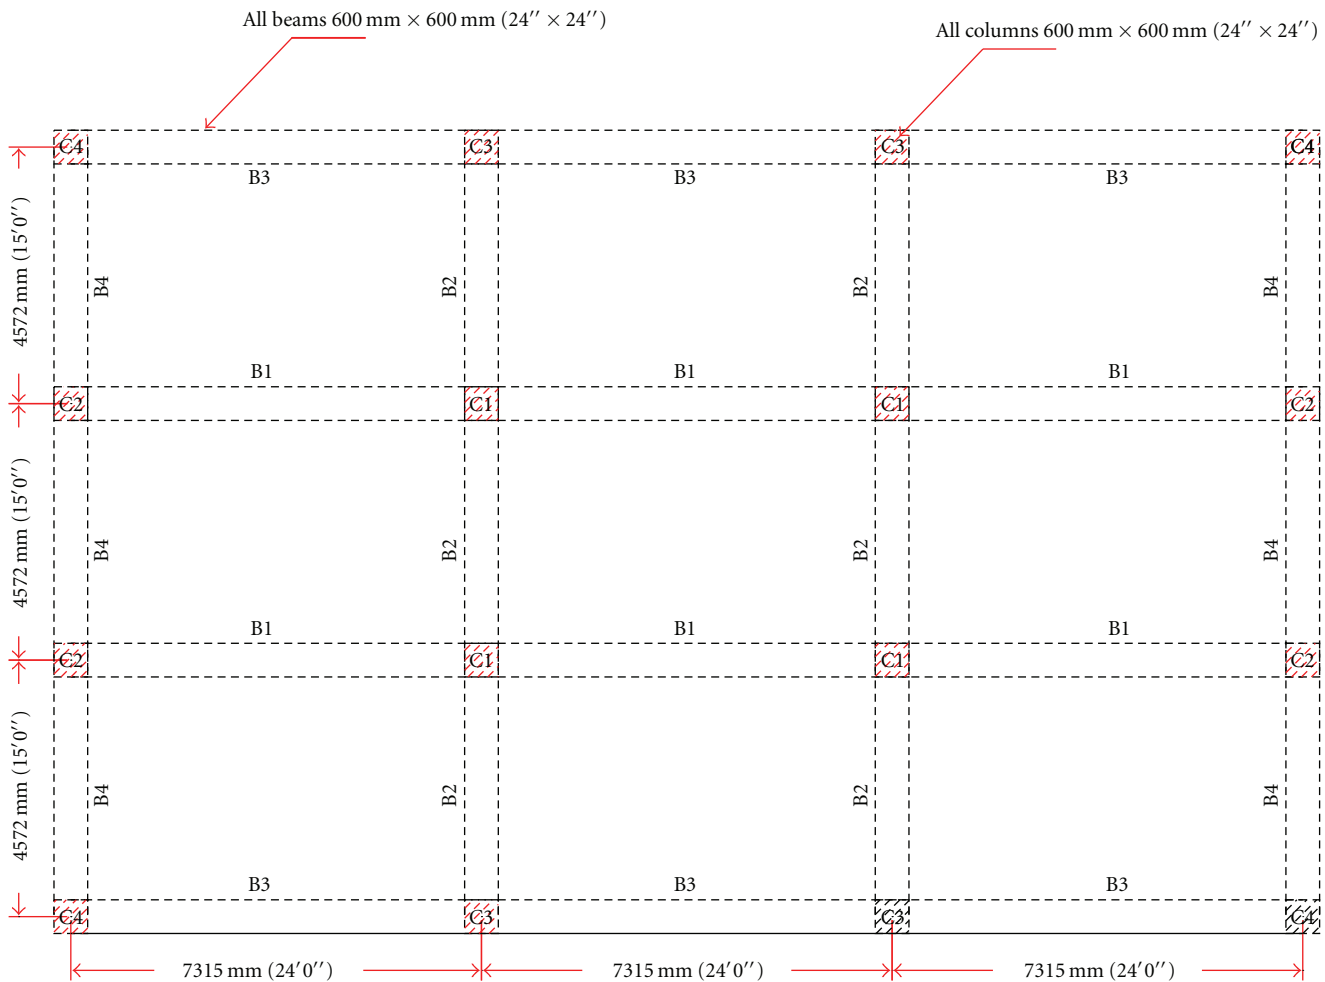 All beams 600 mm × 600 mm (24′′ × 24′′)
All columns 600 mm × 600 mm (24′′ × 24′′)
C4 C3 C3 C4
B3 B3 B3
4572 mm (15′0′′)
B4 B2 B2 B4
B1 B1 B1
C2 C1 C1 C2
4572 mm (15′0′′)
B4 B2 B2 B4
B1 B1 B1
C2 C1 C1 C2
4572 mm (15′0′′)
B4 B2 B2 B4
B3 B3 B3
C4 C3 C3 C4
7315 mm (24′0′′) 7315 mm (24′0′′) 7315 mm (24′0′′)